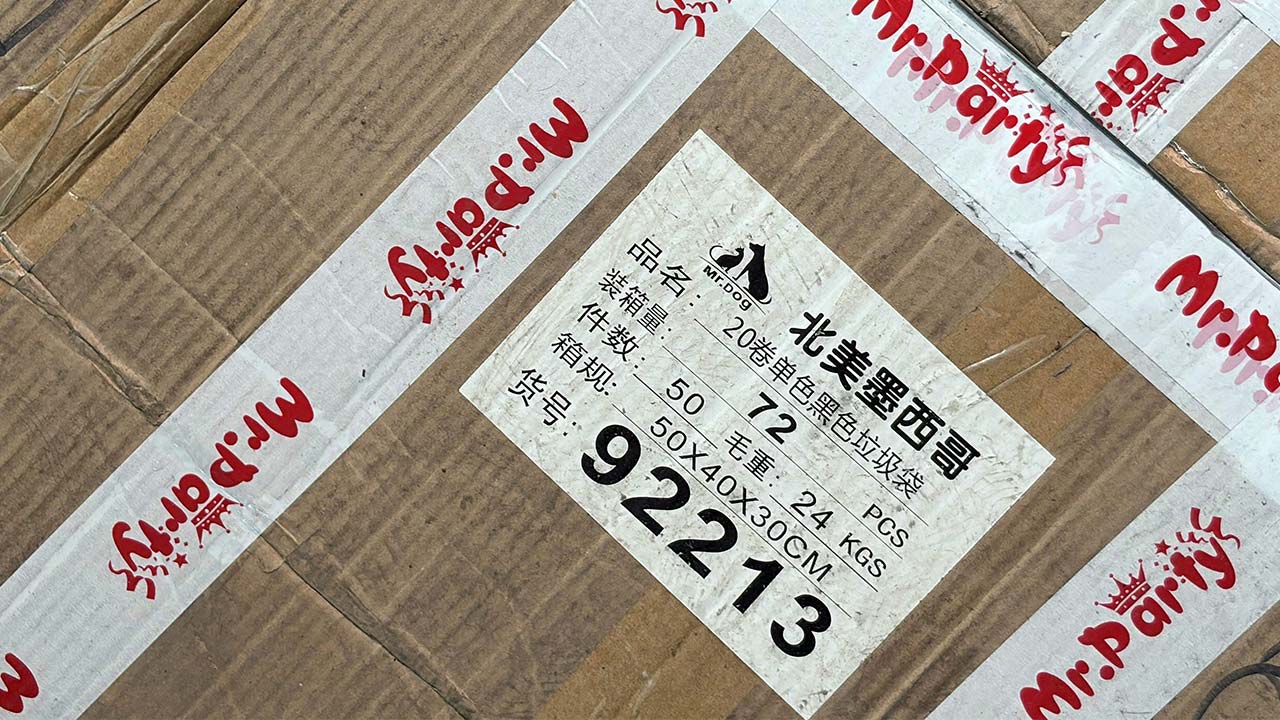 Mr.Dog
北美墨西哥
品名: 20卷单色黑色垃圾袋
装箱量: 72 PCS
件数: 50 毛重: 24 KGS
箱规: 50X40X30CM
货号: 92213
Mr.Party
Mr.Party
Mr.Party
Mr.P
Mr.Party
Party
M